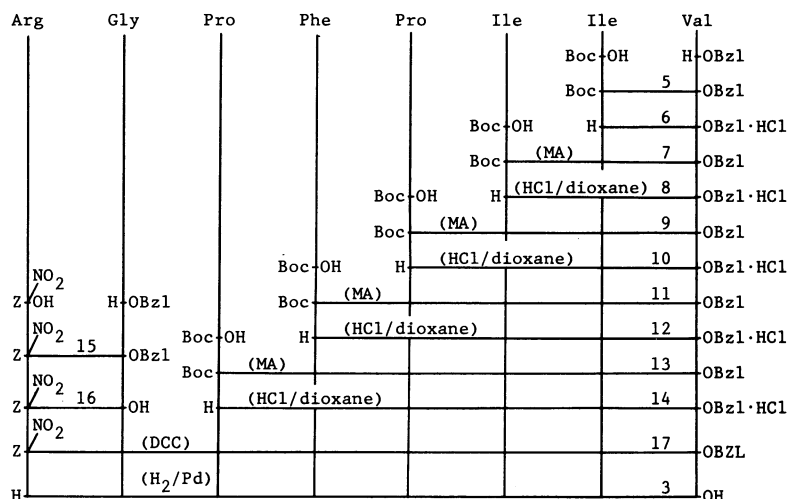 Arg Gly Pro Phe Pro Ile Ile Val
Boc OH H OBzl
Boc 5 OBzl
Boc OH H 6 OBzl·HCl
Boc (MA) 7 OBzl
Boc OH H (HCl/dioxane) 8 OBzl·HCl
Boc (MA) 9 OBzl
Boc OH H (HCl/dioxane) 10 OBzl·HCl
NO2
Z OH H OBzl Boc (MA) 11 OBzl
NO2
Boc OH H (HCl/dioxane) 12 OBzl·HCl
Z 15 OBzl
Boc (MA) 13 OBzl
NO2
Z 16 OH H (HCl/dioxane) 14 OBzl·HCl
NO2
Z (DCC) 17 OBZL
H (H2/Pd) 3 OH